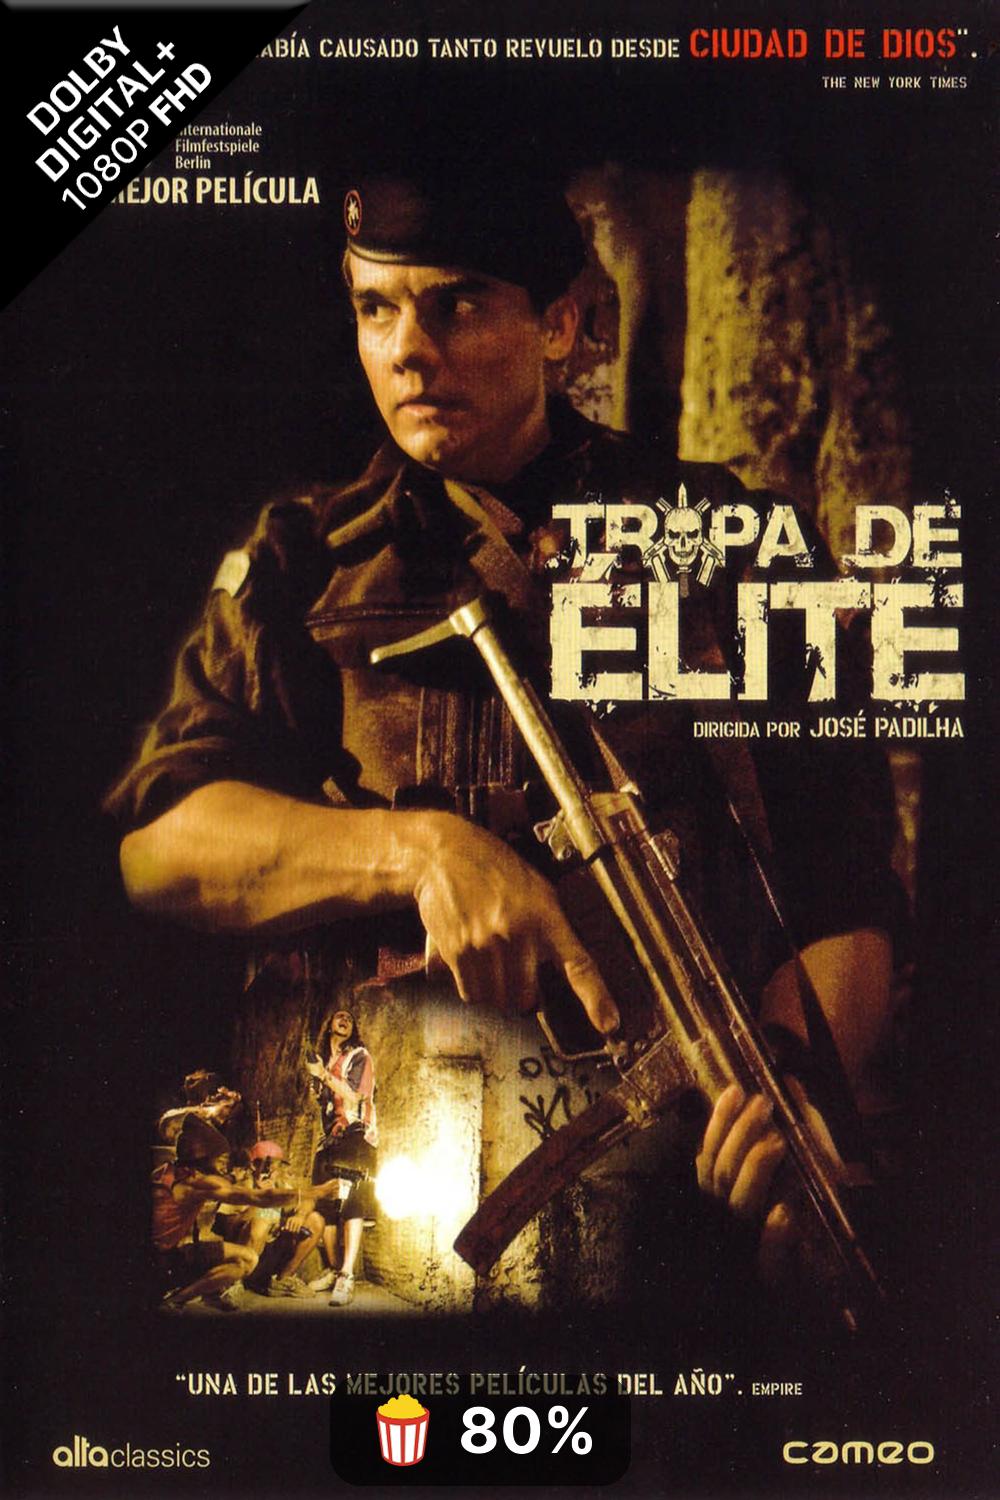 DOLBY
DIGITAL+
1080P FHD
ABÍA CAUSADO TANTO REVUELO DESDE CIUDAD DE DIOS".
THE NEW YORK TIMES
nternationale
Filmfestspiele
Berlin
EJOR PELÍCULA
TROPA DE
ÉLITE
DIRIGIDA POR JOSÉ PADILHA
"UNA DE LAS MEJORES PELÍCULAS DEL AÑO". EMPIRE
80%
altaclassics
cameo